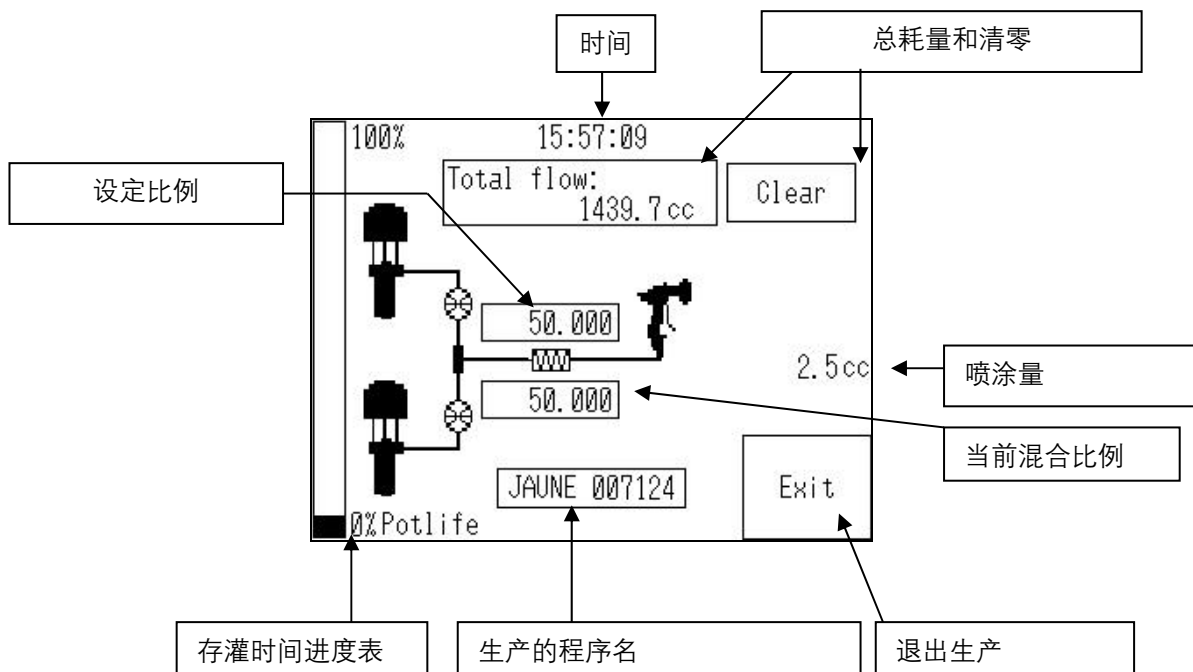 时间
总耗量和清零
100%
15:57:09
设定比例
Total flow:
1439.7cc
Clear
50.000
2.5cc
喷涂量
50.000
当前混合比例
JAUNE 007124
Exit
0%Potlife
存灌时间进度表
生产的程序名
退出生产